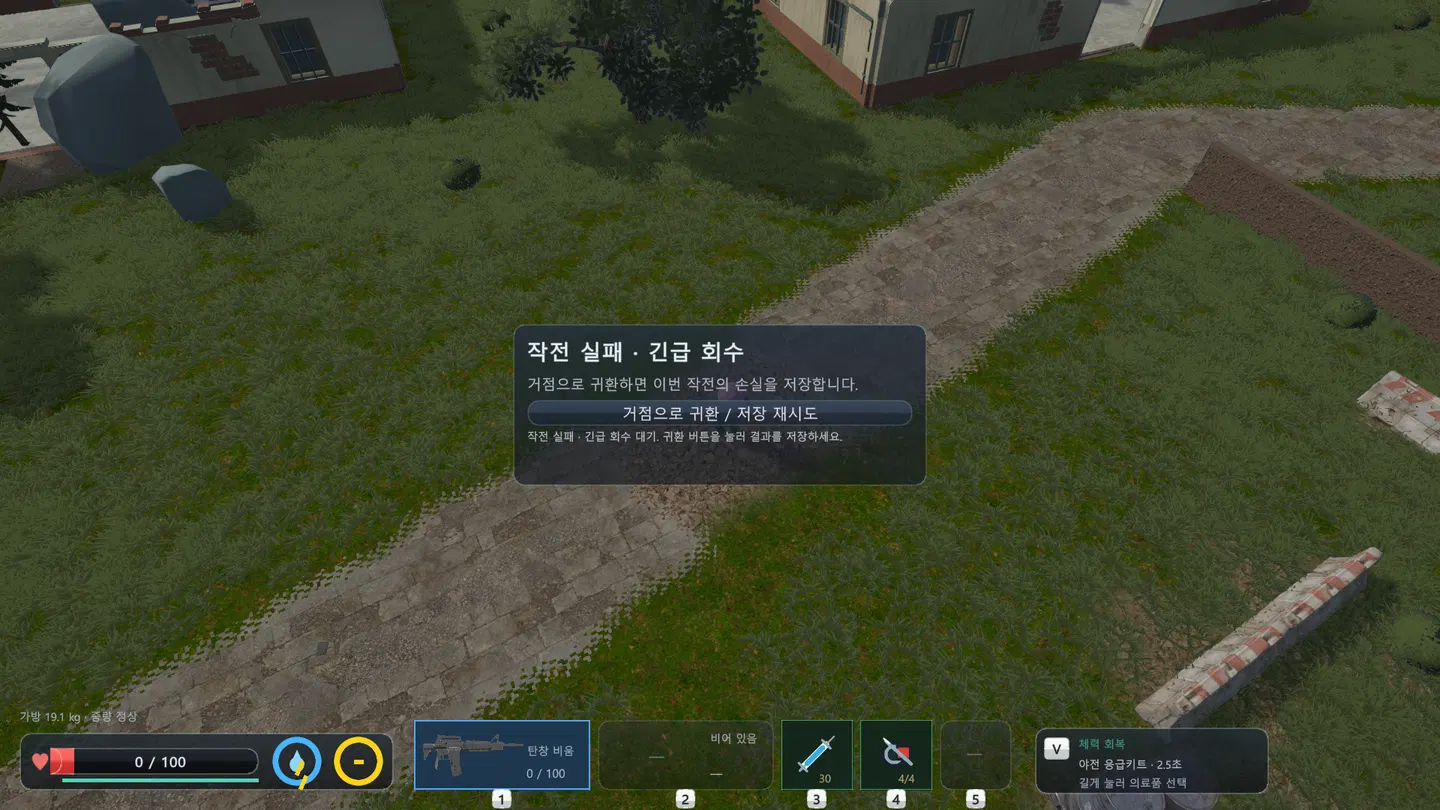 작전 실패 · 긴급 회수
거점으로 귀환하면 이번 작전의 손실을 저장합니다.
거점으로 귀환 / 저장 재시도
작전 실패 · 긴급 회수 대기. 귀환 버튼을 눌러 결과를 저장하세요.
가방 19.1 kg · 중량 정상
0 / 100
탄창 비움
0 / 100
1
비어 있음
—
—
2
30
3
4/4
4
—
5
V
체력 회복
야전 응급키트 · 2.5초
길게 눌러 의료품 선택